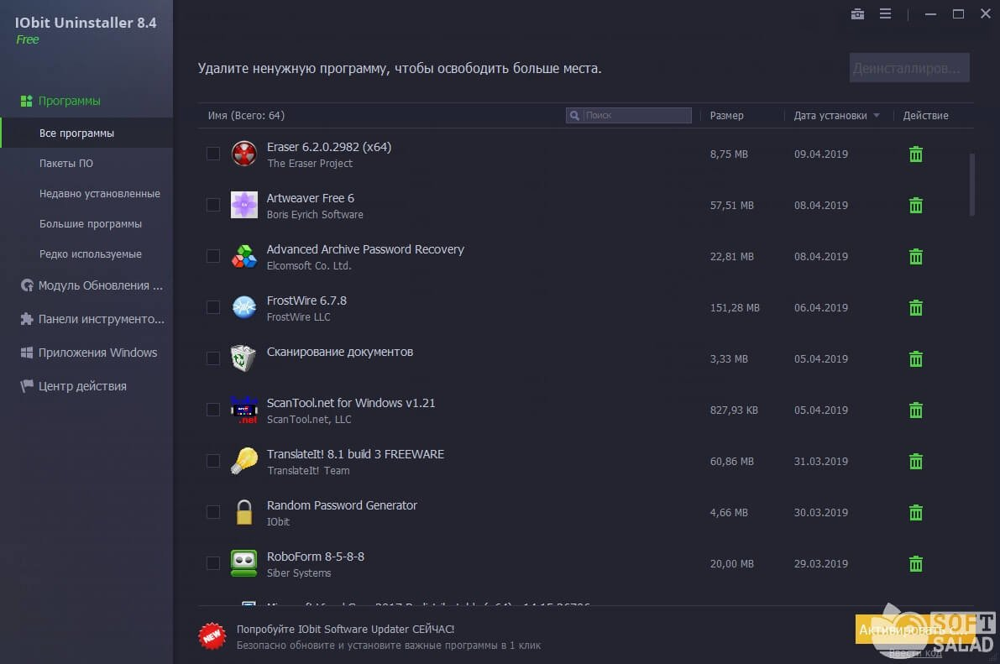 IObit Uninstaller 8.4
Free
Удалите ненужную программу, чтобы освободить больше места.
Деинсталлиров...
Программы
Все программы
Пакеты ПО
Недавно установленные
Большие программы
Редко используемые
Модуль Обновления ...
Панели инструменто...
Приложения Windows
Центр действия
Имя (Всего: 64)
Поиск
Размер
Дата установки
Действие
Eraser 6.2.0.2982 (x64)
The Eraser Project
8,75 MB
09.04.2019
Artweaver Free 6
Boris Eyrich Software
57,51 MB
08.04.2019
Advanced Archive Password Recovery
Elcomsoft Co. Ltd.
22,81 MB
08.04.2019
FrostWire 6.7.8
FrostWire LLC
151,28 MB
06.04.2019
Сканирование документов
3,33 MB
05.04.2019
.net
ScanTool.net for Windows v1.21
ScanTool.net, LLC
827,93 KB
05.04.2019
TranslateIt! 8.1 build 3 FREEWARE
TranslateIt! Team
60,86 MB
31.03.2019
Random Password Generator
IObit
4,66 MB
30.03.2019
RoboForm 8-5-8-8
Siber Systems
20,00 MB
29.03.2019
NEW
Попробуйте IObit Software Updater СЕЙЧАС!
Безопасно обновите и установите важные программы в 1 клик
Активировать с...
Ввести код
SOFT
SALAD